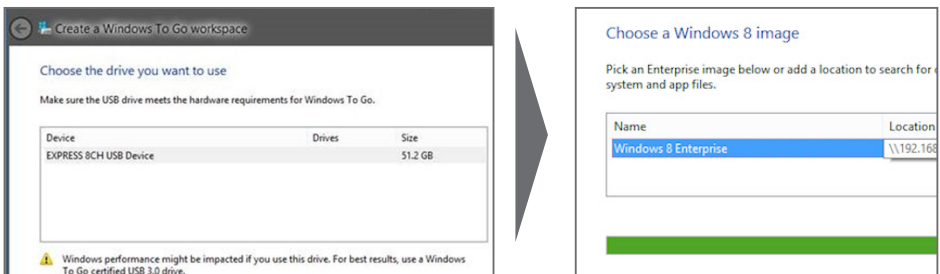 Create a Windows To Go workspace
Choose the drive you want to use
Make sure the USB drive meets the hardware requirements for Windows To Go.
Device Drives Size
EXPRESS 8CH USB Device 51.2 GB
Windows performance might be impacted if you use this drive. For best results, use a Windows
To Go certified USB 3.0 drive.
Choose a Windows 8 image
Pick an Enterprise image below or add a location to search for
system and app files.
Name Location
Windows 8 Enterprise \\192.168